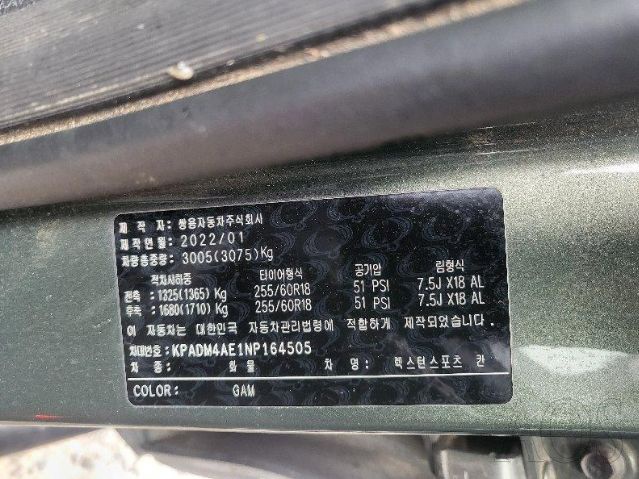 제 작 자: 쌍용자동차주식회사
제작연월: 2022/01
차량총중량: 3005(3075)Kg
적차시하중 타이어형식 공기압 림형식
전축: 1325(1365) Kg 255/60R18 51 PSI 7.5J X18 AL
후축: 1680(1710) Kg 255/60R18 51 PSI 7.5J X18 AL
이 자동차는 대한민국 자동차관리법령에 적합하게 제작되었습니다
차대번호: KPADM4AE1NP164505
차 종: 화물 차 명: 렉스턴스포츠 칸
COLOR: GAM